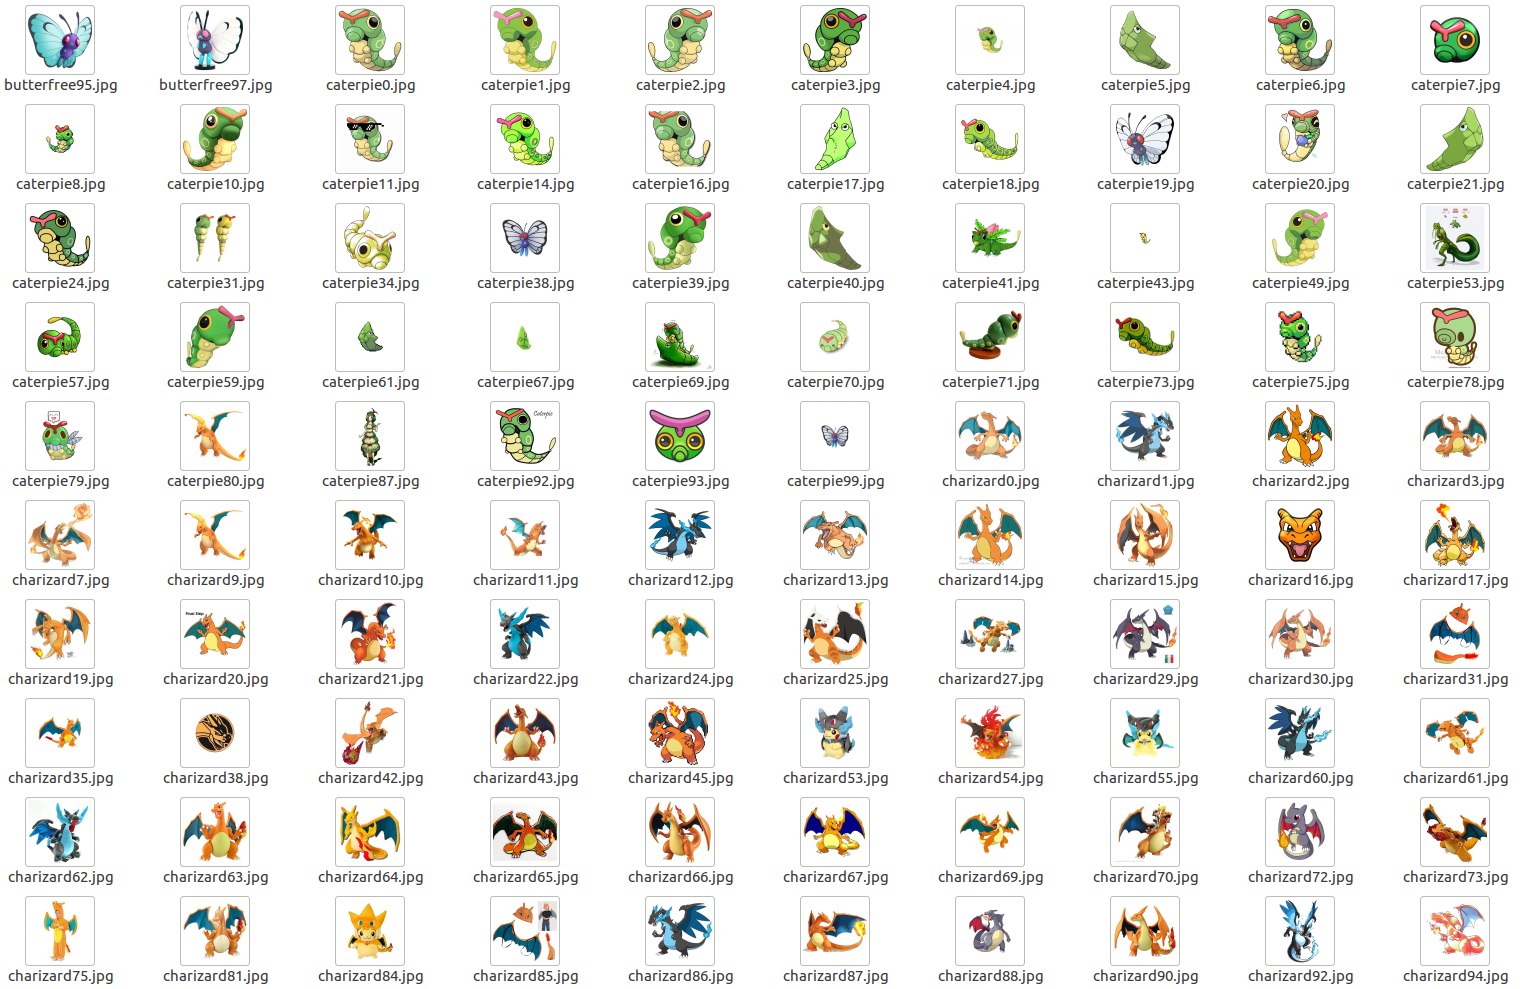 butterfree95.jpg butterfree97.jpg caterpie0.jpg caterpie1.jpg caterpie2.jpg caterpie3.jpg caterpie4.jpg caterpie5.jpg caterpie6.jpg caterpie7.jpg
caterpie8.jpg caterpie10.jpg caterpie11.jpg caterpie14.jpg caterpie16.jpg caterpie17.jpg caterpie18.jpg caterpie19.jpg caterpie20.jpg caterpie21.jpg
caterpie24.jpg caterpie31.jpg caterpie34.jpg caterpie38.jpg caterpie39.jpg caterpie40.jpg caterpie41.jpg caterpie43.jpg caterpie49.jpg caterpie53.jpg
caterpie57.jpg caterpie59.jpg caterpie61.jpg caterpie67.jpg caterpie69.jpg caterpie70.jpg caterpie71.jpg caterpie73.jpg caterpie75.jpg caterpie78.jpg
Caterpie
caterpie79.jpg caterpie80.jpg caterpie87.jpg caterpie92.jpg caterpie93.jpg caterpie99.jpg charizard0.jpg charizard1.jpg charizard2.jpg charizard3.jpg
charizard7.jpg charizard9.jpg charizard10.jpg charizard11.jpg charizard12.jpg charizard13.jpg charizard14.jpg charizard15.jpg charizard16.jpg charizard17.jpg
Final Step
charizard19.jpg charizard20.jpg charizard21.jpg charizard22.jpg charizard24.jpg charizard25.jpg charizard27.jpg charizard29.jpg charizard30.jpg charizard31.jpg
charizard35.jpg charizard38.jpg charizard42.jpg charizard43.jpg charizard45.jpg charizard53.jpg charizard54.jpg charizard55.jpg charizard60.jpg charizard61.jpg
charizard62.jpg charizard63.jpg charizard64.jpg charizard65.jpg charizard66.jpg charizard67.jpg charizard69.jpg charizard70.jpg charizard72.jpg charizard73.jpg
charizard75.jpg charizard81.jpg charizard84.jpg charizard85.jpg charizard86.jpg charizard87.jpg charizard88.jpg charizard90.jpg charizard92.jpg charizard94.jpg